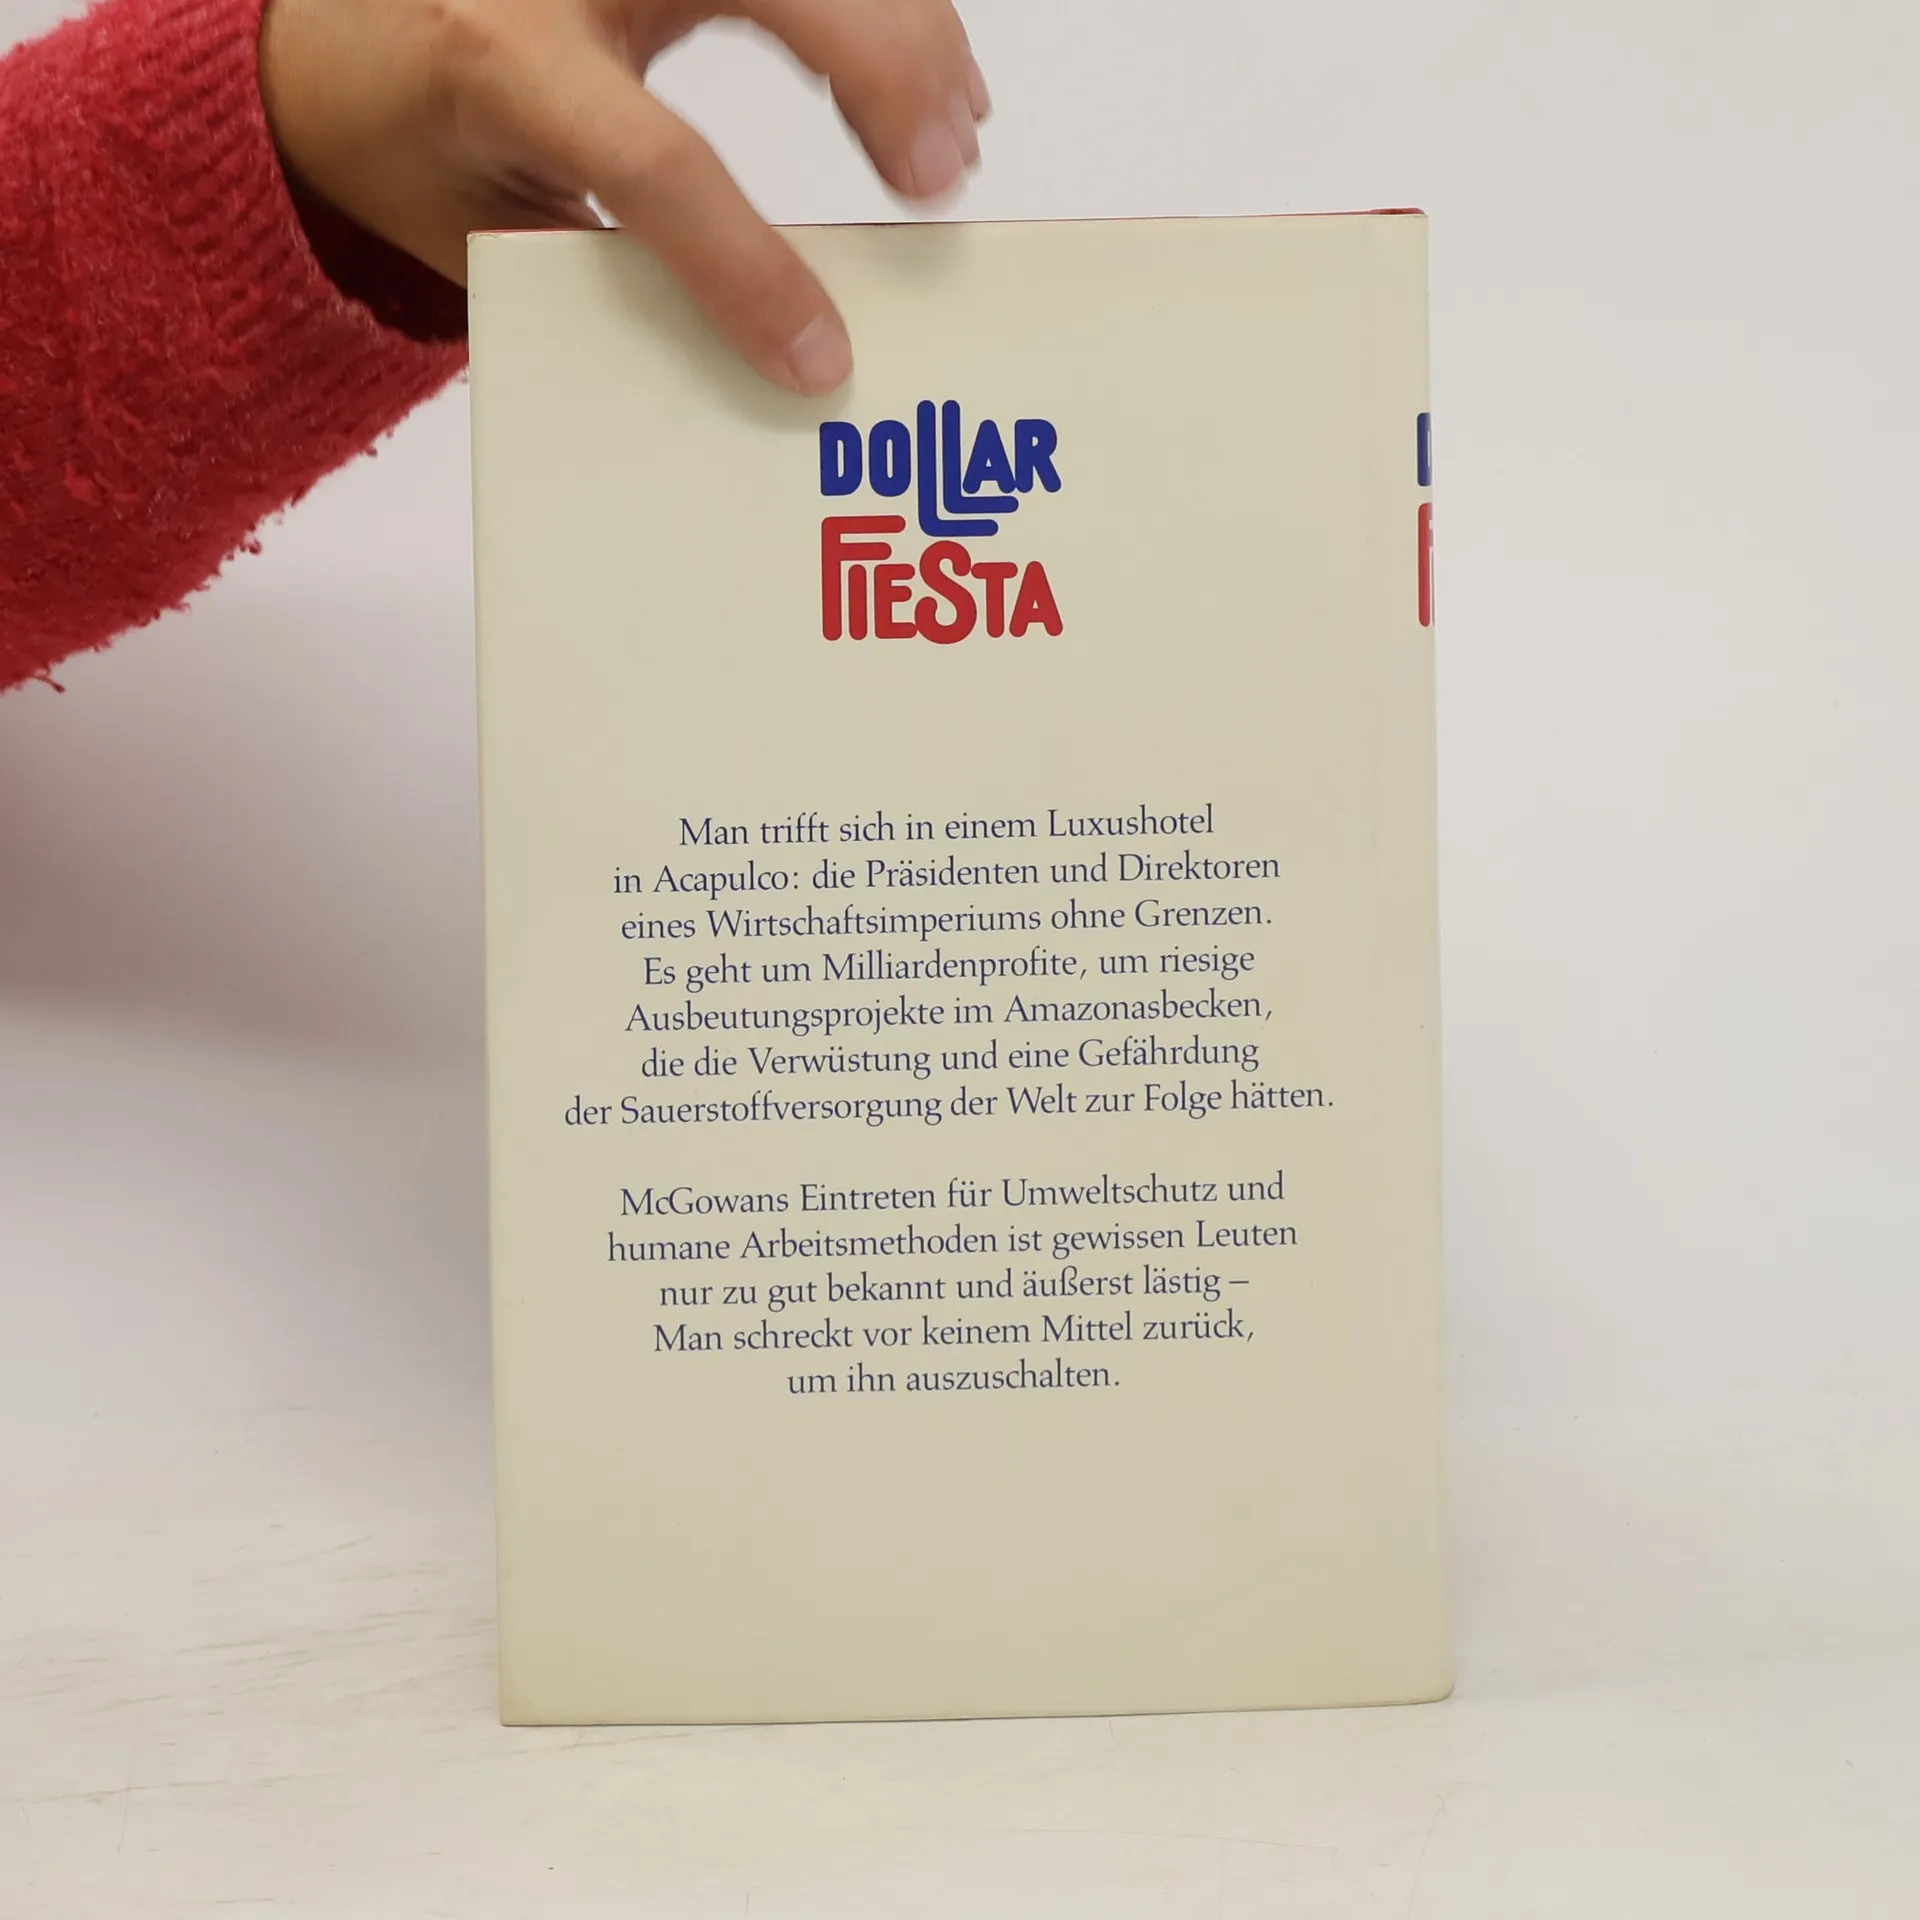 DOLLAR
FIESTA
Man trifft sich in einem Luxushotel
in Acapulco: die Präsidenten und Direktoren
eines Wirtschaftsimperiums ohne Grenzen.
Es geht um Milliardenprofite, um riesige
Ausbeutungsprojekte im Amazonasbecken,
die die Verwüstung und eine Gefährdung
der Sauerstoffversorgung der Welt zur Folge hätten.
McGowans Eintreten für Umweltschutz und
humane Arbeitsmethoden ist gewissen Leuten
nur zu gut bekannt und äußerst lästig –
Man schreckt vor keinem Mittel zurück,
um ihn auszuschalten.